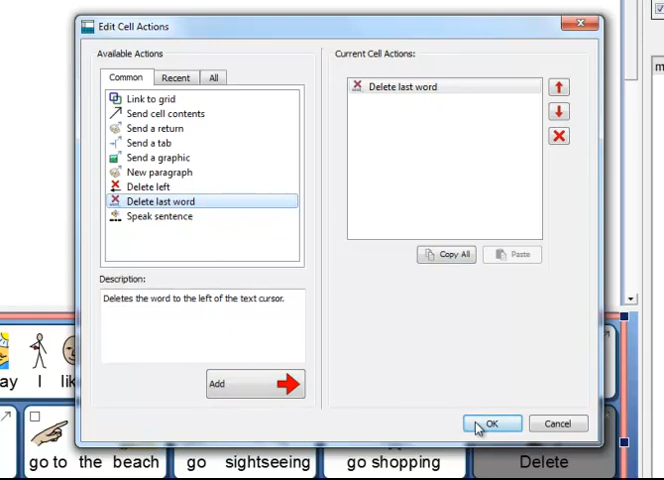 Edit Cell Actions
Available Actions
Common Recent All
Link to grid
Send cell contents
Send a return
Send a tab
Send a graphic
New paragraph
Delete left
Delete last word
Speak sentence
Description:
Deletes the word to the left of the text cursor.
Add
Current Cell Actions:
Delete last word
Copy All Paste
OK Cancel
ay I lik
go to the beach go sightseeing go shopping Delete